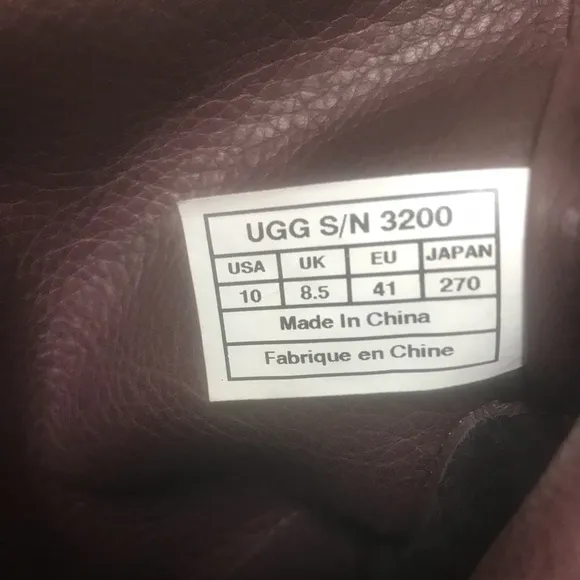 UGG S/N 3200
USA UK EU JAPAN
10 8.5 41 270
Made In China
Fabrique en Chine